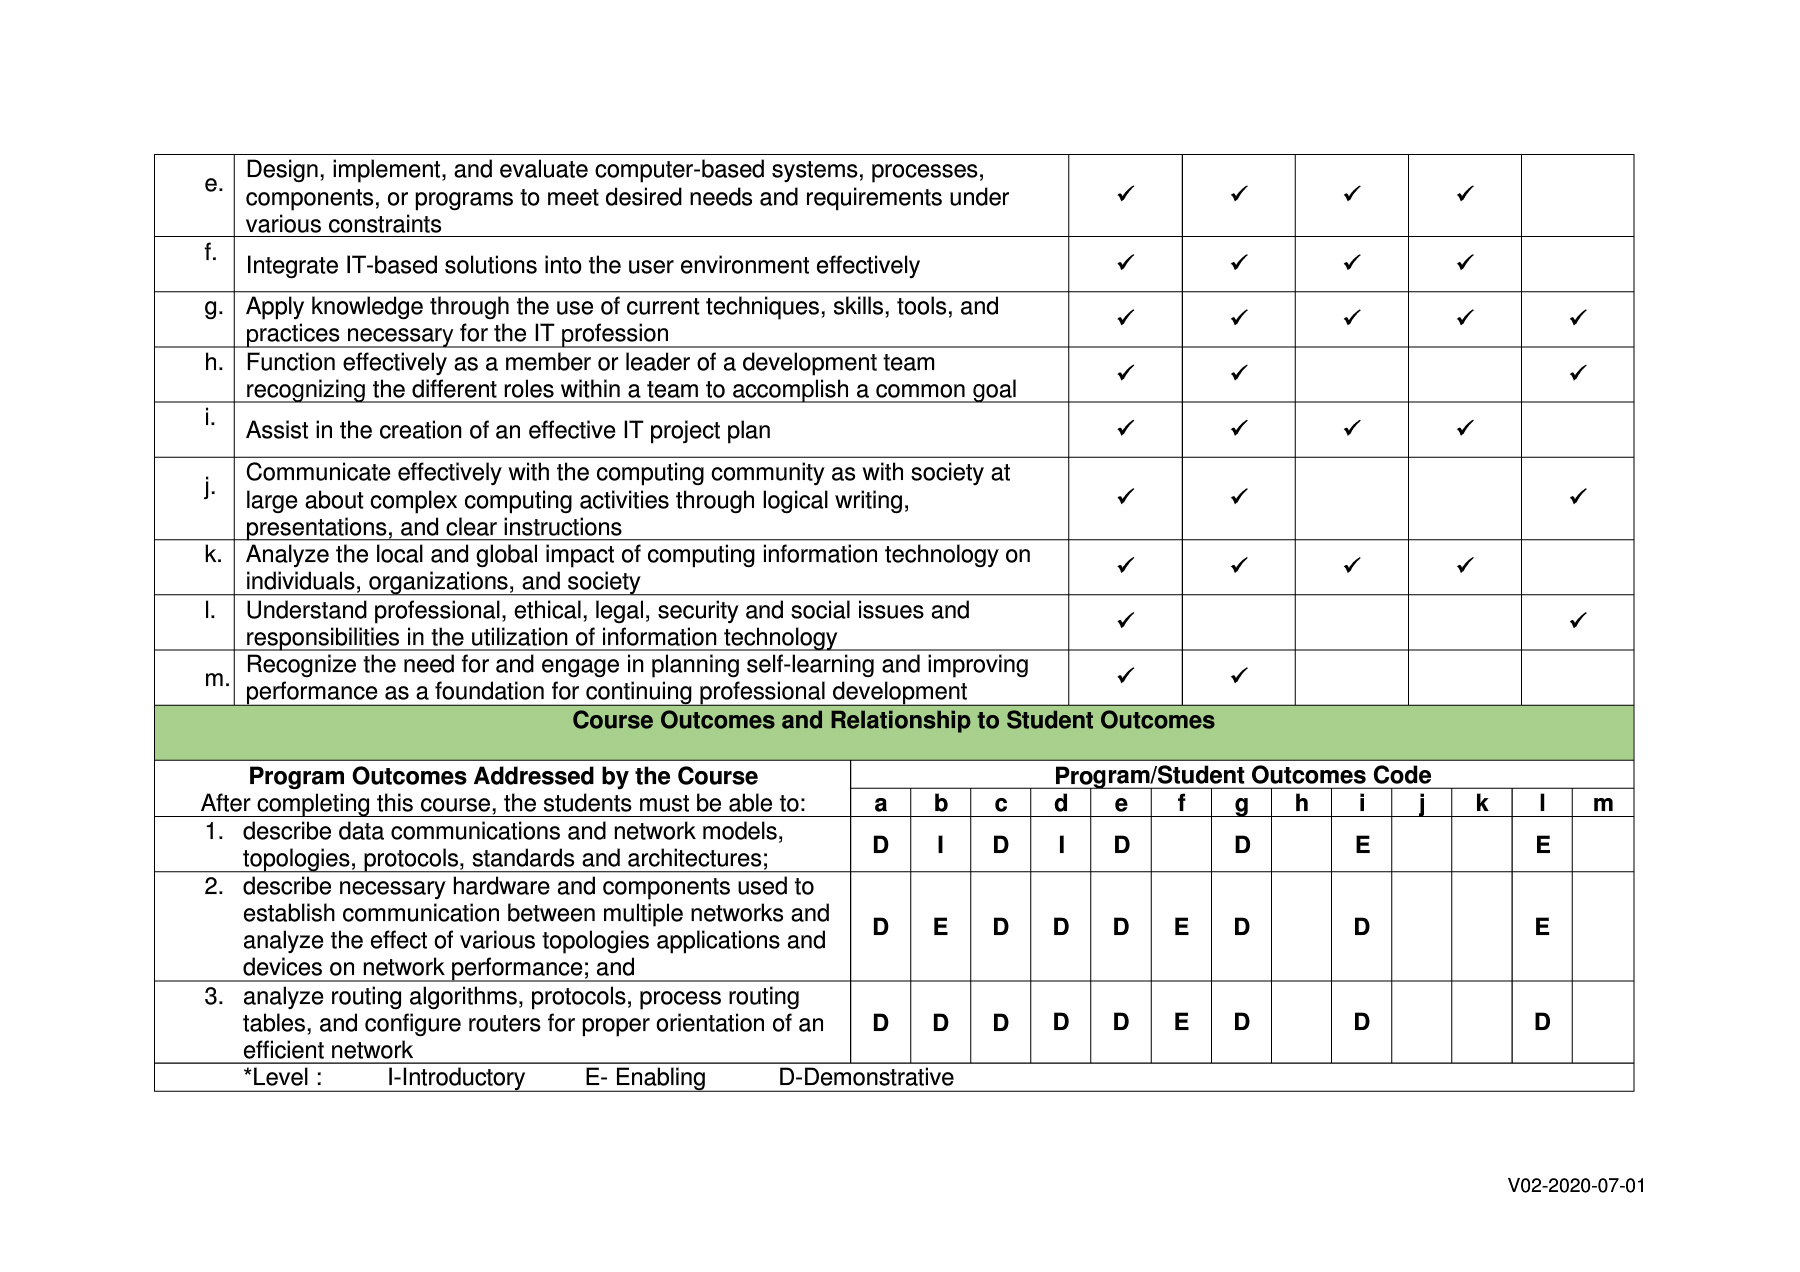 e. Design, implement, and evaluate computer-based systems, processes,
components, or programs to meet desired needs and requirements under
various constraints ✓ ✓ ✓ ✓
f. Integrate IT-based solutions into the user environment effectively ✓ ✓ ✓ ✓
g. Apply knowledge through the use of current techniques, skills, tools, and
practices necessary for the IT profession ✓ ✓ ✓ ✓ ✓
h. Function effectively as a member or leader of a development team
recognizing the different roles within a team to accomplish a common goal ✓ ✓ ✓
i. Assist in the creation of an effective IT project plan ✓ ✓ ✓ ✓
j. Communicate effectively with the computing community as with society at
large about complex computing activities through logical writing,
presentations, and clear instructions ✓ ✓ ✓
k. Analyze the local and global impact of computing information technology on
individuals, organizations, and society ✓ ✓ ✓ ✓
l. Understand professional, ethical, legal, security and social issues and
responsibilities in the utilization of information technology ✓ ✓
m. Recognize the need for and engage in planning self-learning and improving
performance as a foundation for continuing professional development ✓ ✓
Course Outcomes and Relationship to Student Outcomes
Program Outcomes Addressed by the Course Program/Student Outcomes Code
After completing this course, the students must be able to: a b c d e f g h i j k l m
1. describe data communications and network models,
topologies, protocols, standards and architectures; D I D I D D E E
2. describe necessary hardware and components used to
establish communication between multiple networks and
analyze the effect of various topologies applications and
devices on network performance; and D E D D D E D D E
3. analyze routing algorithms, protocols, process routing
tables, and configure routers for proper orientation of an
efficient network D D D D D E D D D
*Level : I-Introductory E- Enabling D-Demonstrative
V02-2020-07-01